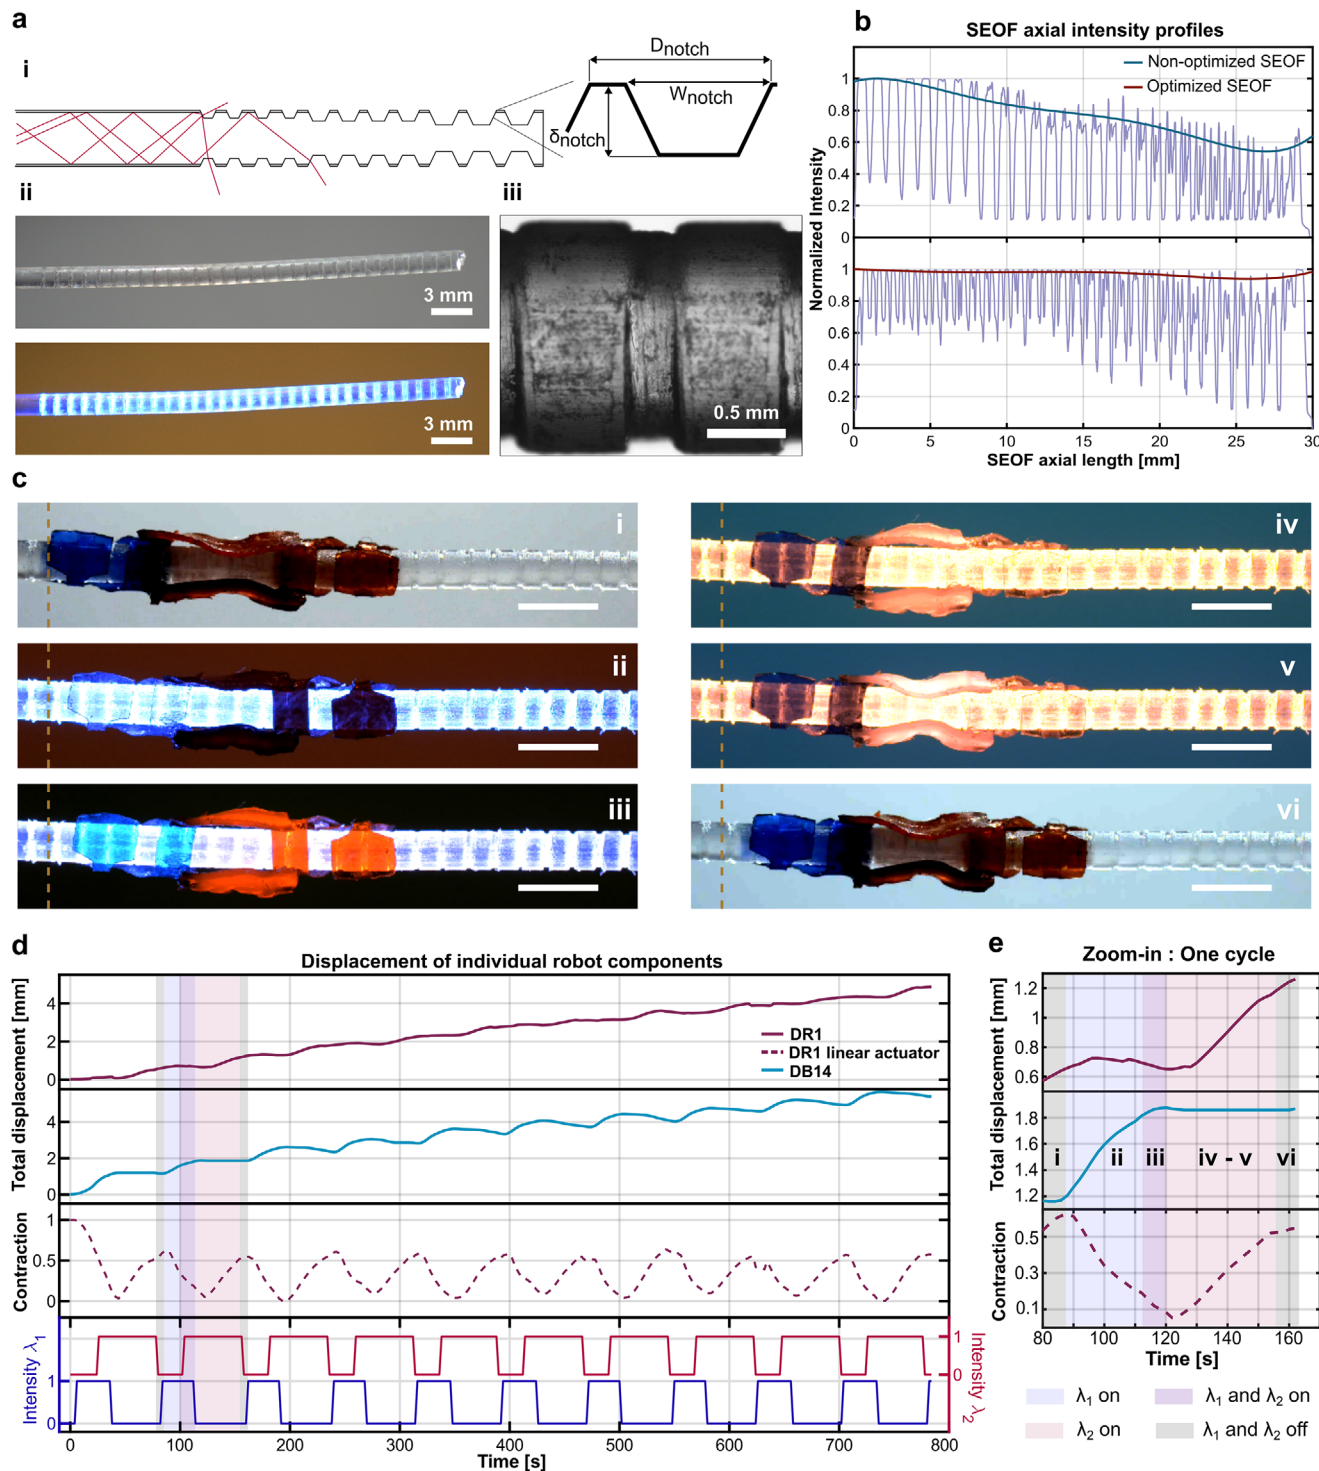 a
i
D_notch
W_notch
δ_notch
ii
3 mm
3 mm
iii
0.5 mm
b
SEOF axial intensity profiles
Non-optimized SEOF
Optimized SEOF
Normalized Intensity
1
0.8
0.6
0.4
0.2
0
1
0.8
0.6
0.4
0.2
0
0 5 10 15 20 25 30
SEOF axial length [mm]
c
i
ii
iii
iv
v
vi
d
Displacement of individual robot components
Total displacement [mm]
4
2
0
DR1
DR1 linear actuator
DB14
4
2
0
Contraction
1
0.5
0
Intensity λ₁
1
0
1
0
Intensity λ₂
0 100 200 300 400 500 600 700 800
Time [s]
e
Zoom-in : One cycle
Total displacement [mm]
1.2
1.0
0.8
0.6
1.8
1.6
1.4
1.2
i ii iii iv - v vi
Contraction
0.5
0.3
0.1
80 100 120 140 160
Time [s]
λ₁ on
λ₁ and λ₂ on
λ₂ on
λ₁ and λ₂ off